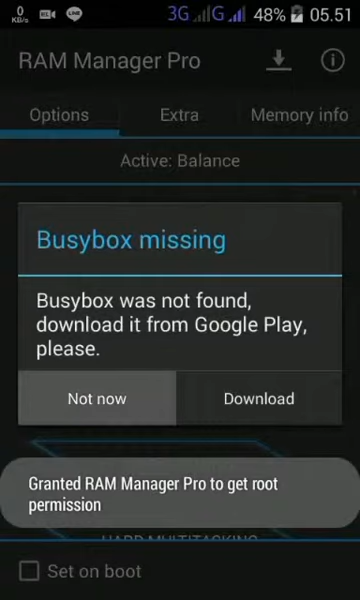 0
KB/s
3G G 48% 05.51
RAM Manager Pro
Options Extra Memory info
Active: Balance
Busybox missing
Busybox was not found,
download it from Google Play,
please.
Not now Download
Granted RAM Manager Pro to get root
permission
HARD MULTITASKING
Set on boot